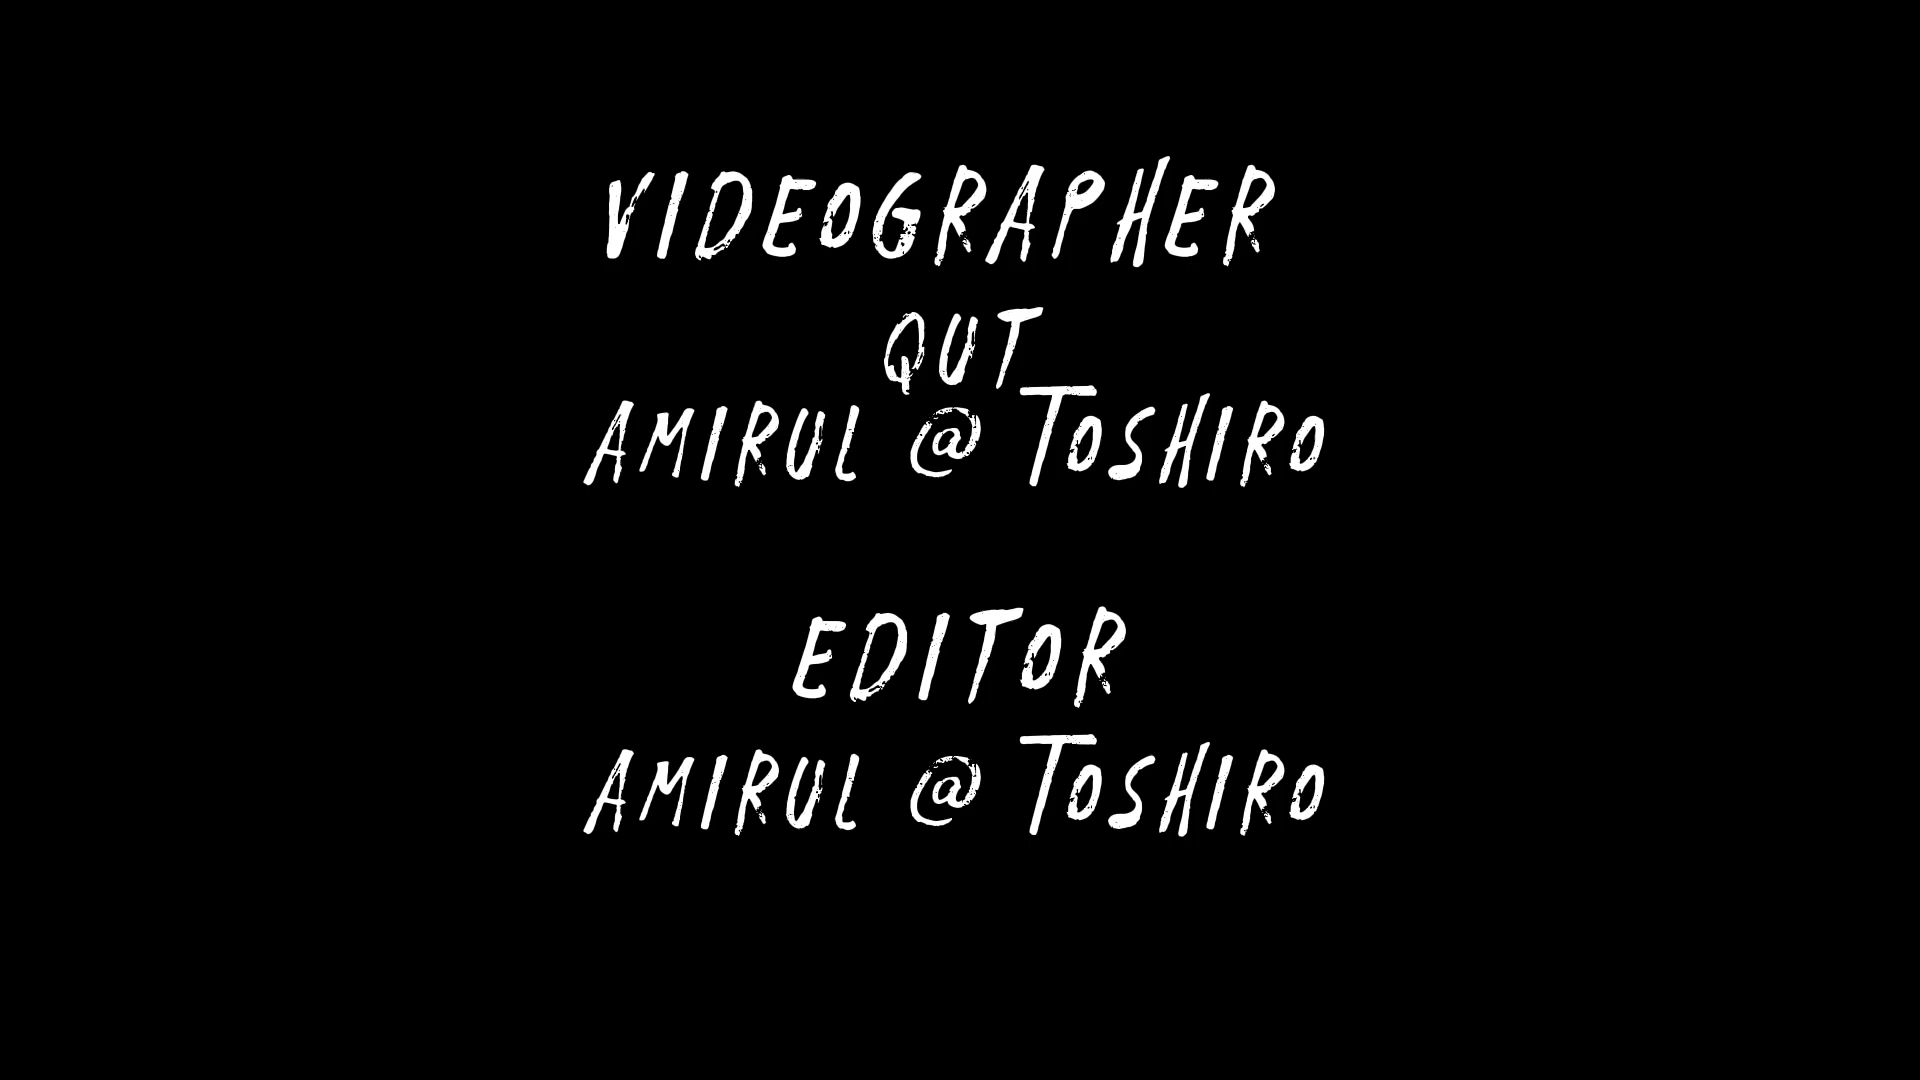 VIDEOGRAPHER
QUT
AMIRUL @ TOSHIRO
EDITOR
AMIRUL @ TOSHIRO